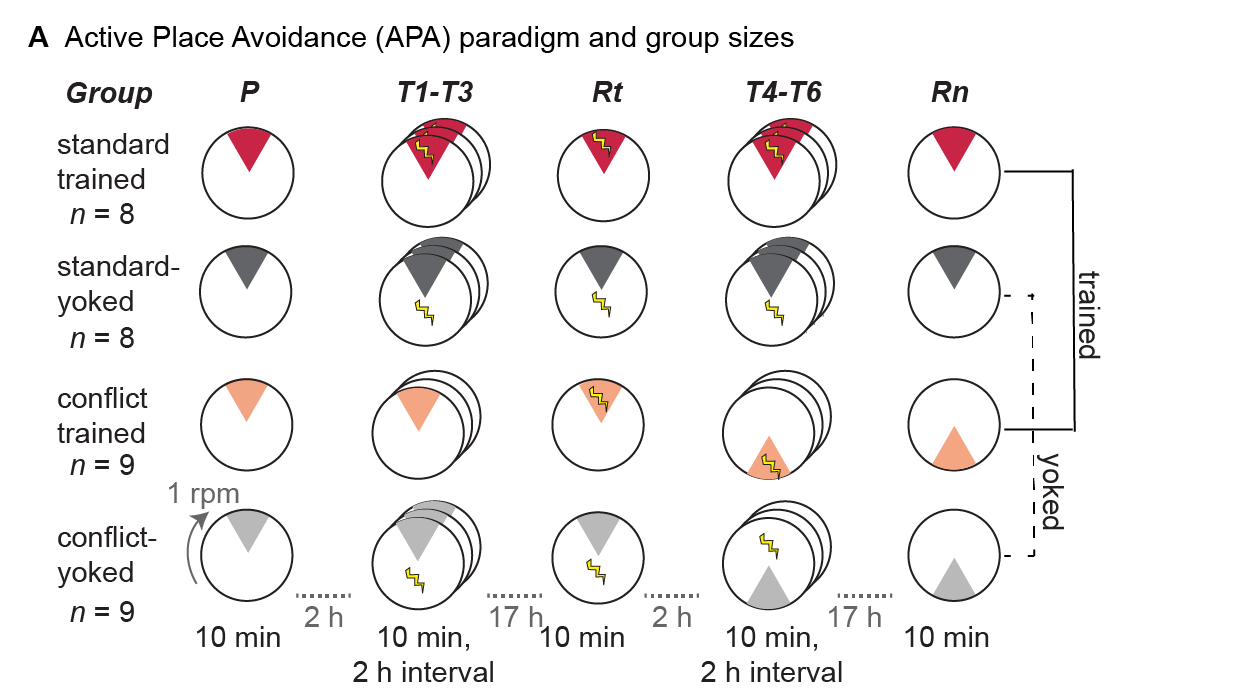 A Active Place Avoidance (APA) paradigm and group sizes
Group P T1-T3 Rt T4-T6 Rn
standard
trained
n = 8
standard-
yoked
n = 8
conflict
trained
n = 9
1 rpm
conflict-
yoked
n = 9
trained
yoked
2 h 17 h 2 h 17 h
10 min 10 min, 10 min 10 min, 10 min
2 h interval 2 h interval